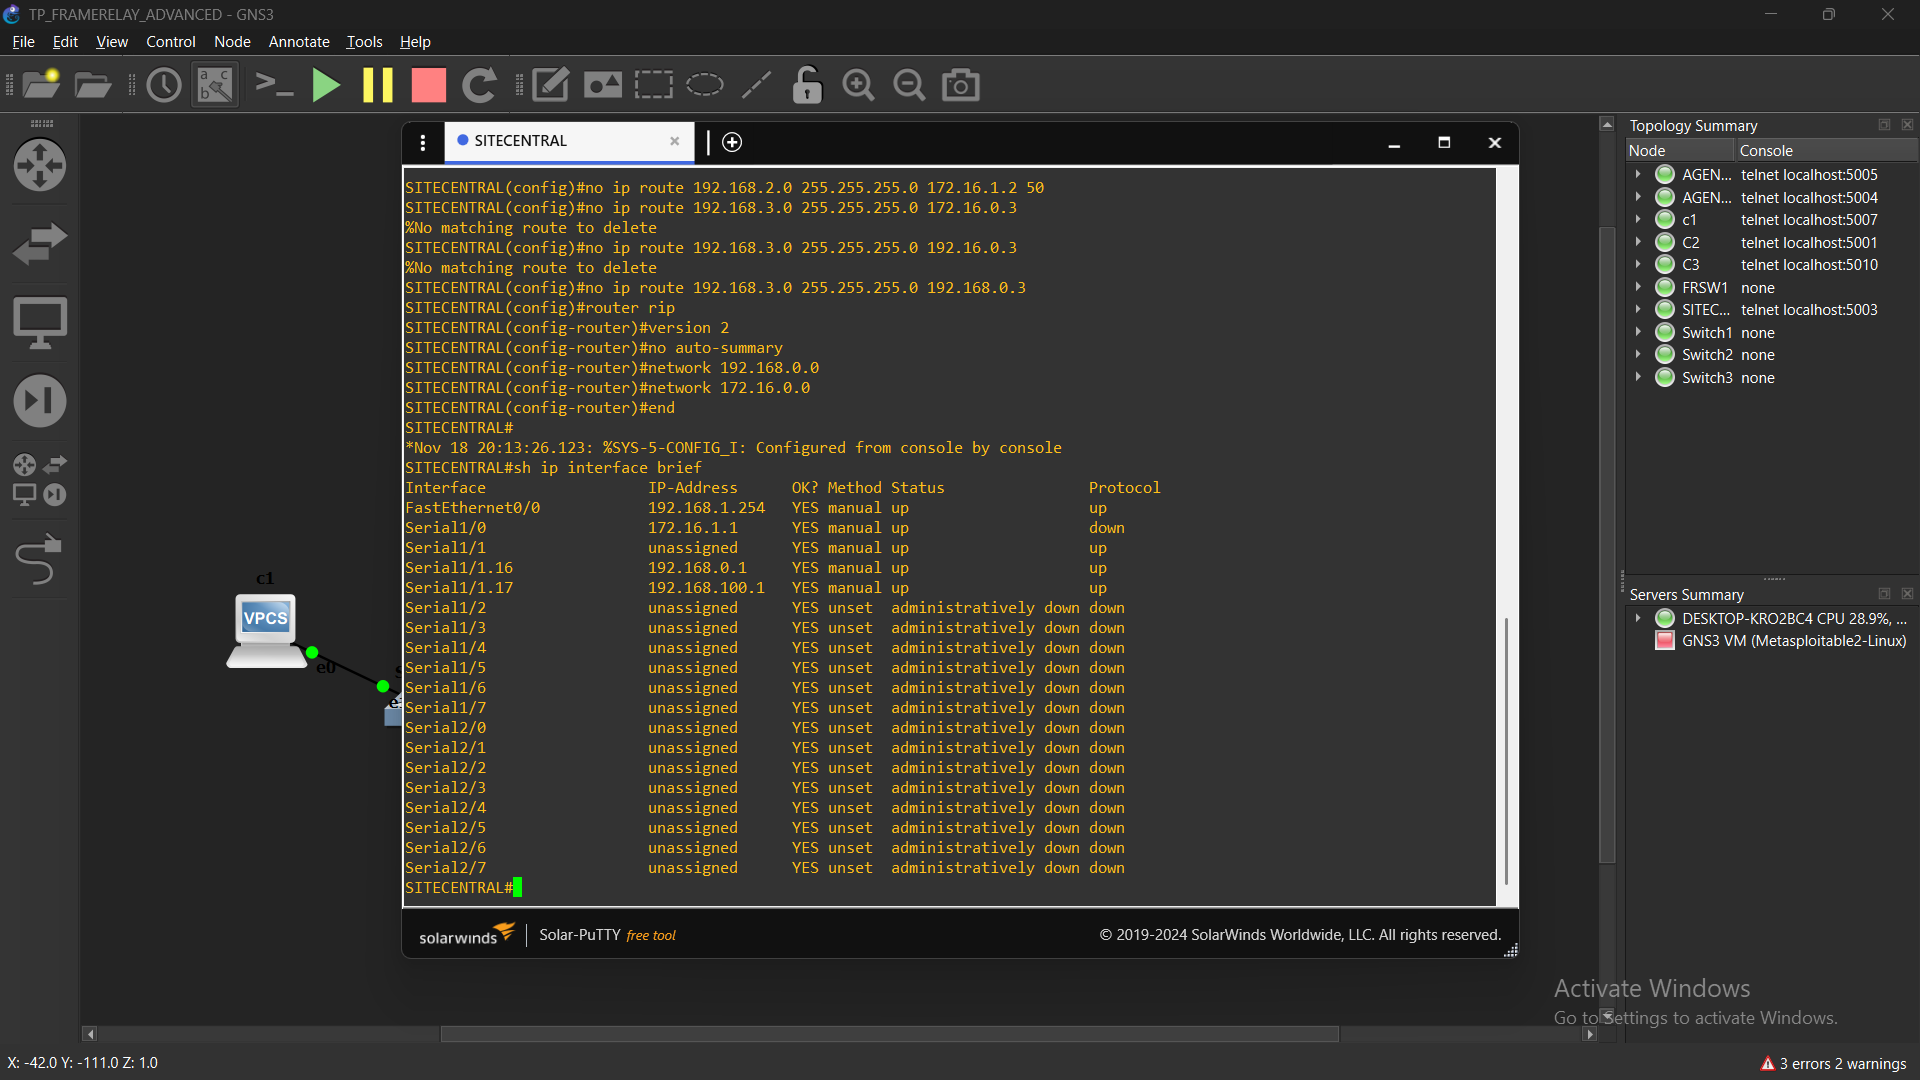 TP_FRAMERELAY_ADVANCED - GNS3
File Edit View Control Node Annotate Tools Help
SITECENTRAL
SITECENTRAL(config)#no ip route 192.168.2.0 255.255.255.0 172.16.1.2 50
SITECENTRAL(config)#no ip route 192.168.3.0 255.255.255.0 172.16.0.3
%No matching route to delete
SITECENTRAL(config)#no ip route 192.168.3.0 255.255.255.0 192.16.0.3
%No matching route to delete
SITECENTRAL(config)#no ip route 192.168.3.0 255.255.255.0 192.168.0.3
SITECENTRAL(config)#router rip
SITECENTRAL(config-router)#version 2
SITECENTRAL(config-router)#no auto-summary
SITECENTRAL(config-router)#network 192.168.0.0
SITECENTRAL(config-router)#network 172.16.0.0
SITECENTRAL(config-router)#end
SITECENTRAL#
*Nov 18 20:13:26.123: %SYS-5-CONFIG_I: Configured from console by console
SITECENTRAL#sh ip interface brief
Interface IP-Address OK? Method Status Protocol
FastEthernet0/0 192.168.1.254 YES manual up up
Serial1/0 172.16.1.1 YES manual up down
Serial1/1 unassigned YES manual up up
Serial1/1.16 192.168.0.1 YES manual up up
Serial1/1.17 192.168.100.1 YES manual up up
Serial1/2 unassigned YES unset administratively down down
Serial1/3 unassigned YES unset administratively down down
Serial1/4 unassigned YES unset administratively down down
Serial1/5 unassigned YES unset administratively down down
Serial1/6 unassigned YES unset administratively down down
Serial1/7 unassigned YES unset administratively down down
Serial2/0 unassigned YES unset administratively down down
Serial2/1 unassigned YES unset administratively down down
Serial2/2 unassigned YES unset administratively down down
Serial2/3 unassigned YES unset administratively down down
Serial2/4 unassigned YES unset administratively down down
Serial2/5 unassigned YES unset administratively down down
Serial2/6 unassigned YES unset administratively down down
Serial2/7 unassigned YES unset administratively down down
SITECENTRAL#
solarwinds Solar-PuTTY free tool © 2019-2024 SolarWinds Worldwide, LLC. All rights reserved.
c1
VPCS
e0
Topology Summary
Node Console
AGEN... telnet localhost:5005
AGEN... telnet localhost:5004
c1 telnet localhost:5007
C2 telnet localhost:5001
C3 telnet localhost:5010
FRSW1 none
SITEC... telnet localhost:5003
Switch1 none
Switch2 none
Switch3 none
Servers Summary
DESKTOP-KRO2BC4 CPU 28.9%, ...
GNS3 VM (Metasploitable2-Linux)
Activate Windows
Go to Settings to activate Windows.
X: -42.0 Y: -111.0 Z: 1.0
3 errors 2 warnings